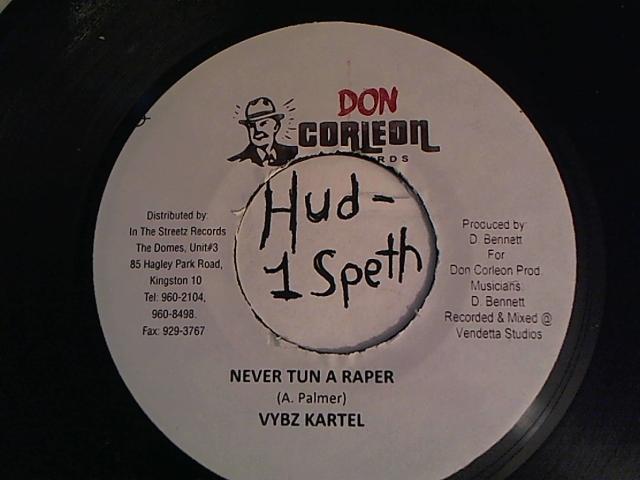 DON
CORLEON
RDS
Hud-
1 Speth
Distributed by:
In The Streetz Records
The Domes, Unit#3
85 Hagley Park Road,
Kingston 10
Tel: 960-2104,
960-8498.
Fax: 929-3767
Produced by:
D. Bennett
For
Don Corleon Prod.
Musicians:
D. Bennett
Recorded & Mixed @
Vendetta Studios
NEVER TUN A RAPER
(A. Palmer)
VYBZ KARTEL